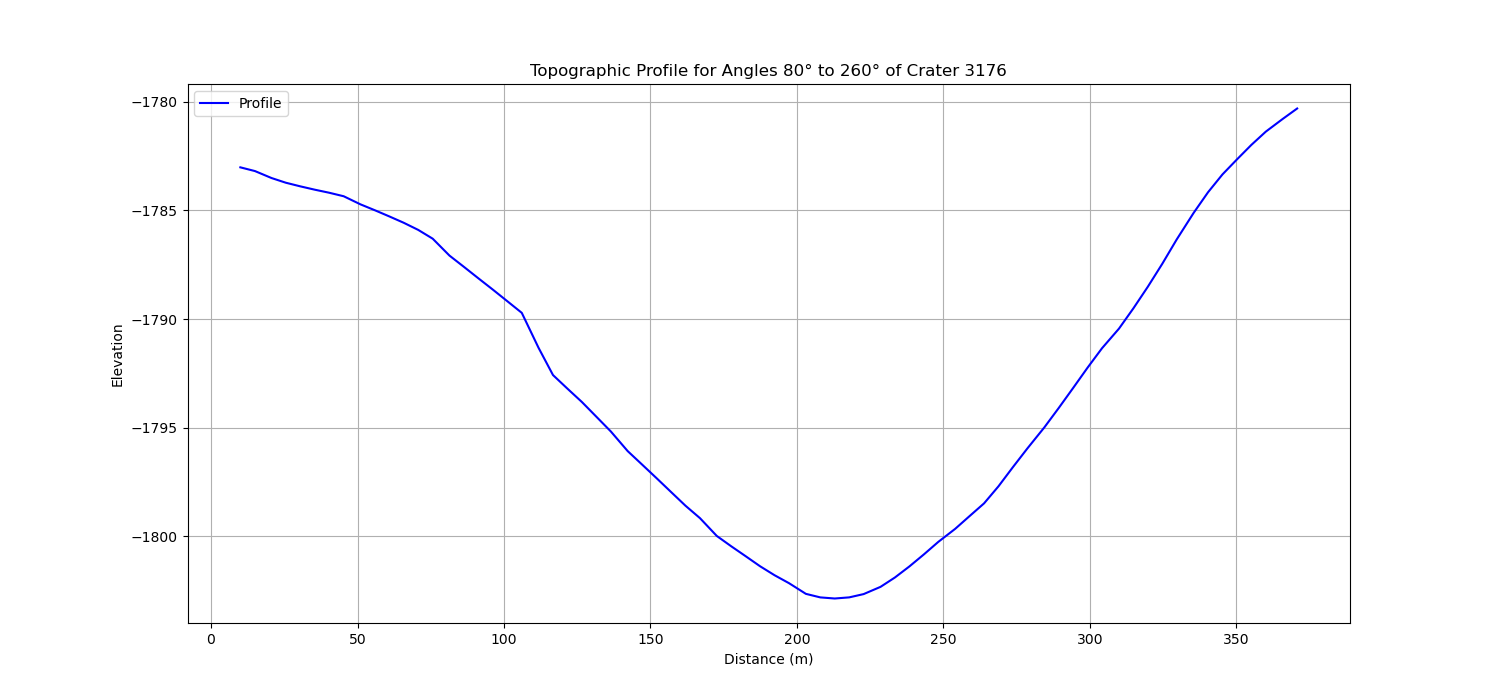 Topographic Profile for Angles 80° to 260° of Crater 3176
Profile
−1780
−1785
−1790
−1795
−1800
Elevation
0 50 100 150 200 250 300 350
Distance (m)